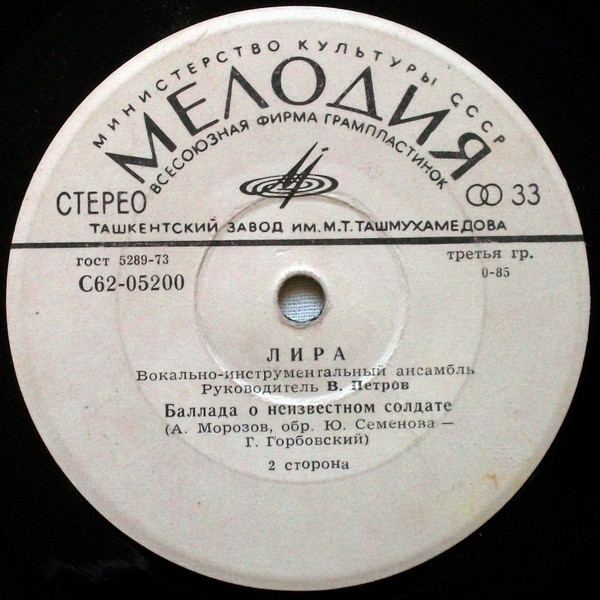 МИНИСТЕРСТВО КУЛЬТУРЫ СССР
МЕЛОДИЯ
ВСЕСОЮЗНАЯ ФИРМА ГРАМПЛАСТИНОК
СТЕРЕО
33
ТАШКЕНТСКИЙ ЗАВОД ИМ. М.Т. ТАШМУХАМЕДОВА
гост 5289-73
третья гр.
С62-05200
0-85
ЛИРА
Вокально-инструментальный ансамбль
Руководитель В. Петров
Баллада о неизвестном солдате
(А. Морозов, обр. Ю. Семенова —
Г. Горбовский)
2 сторона